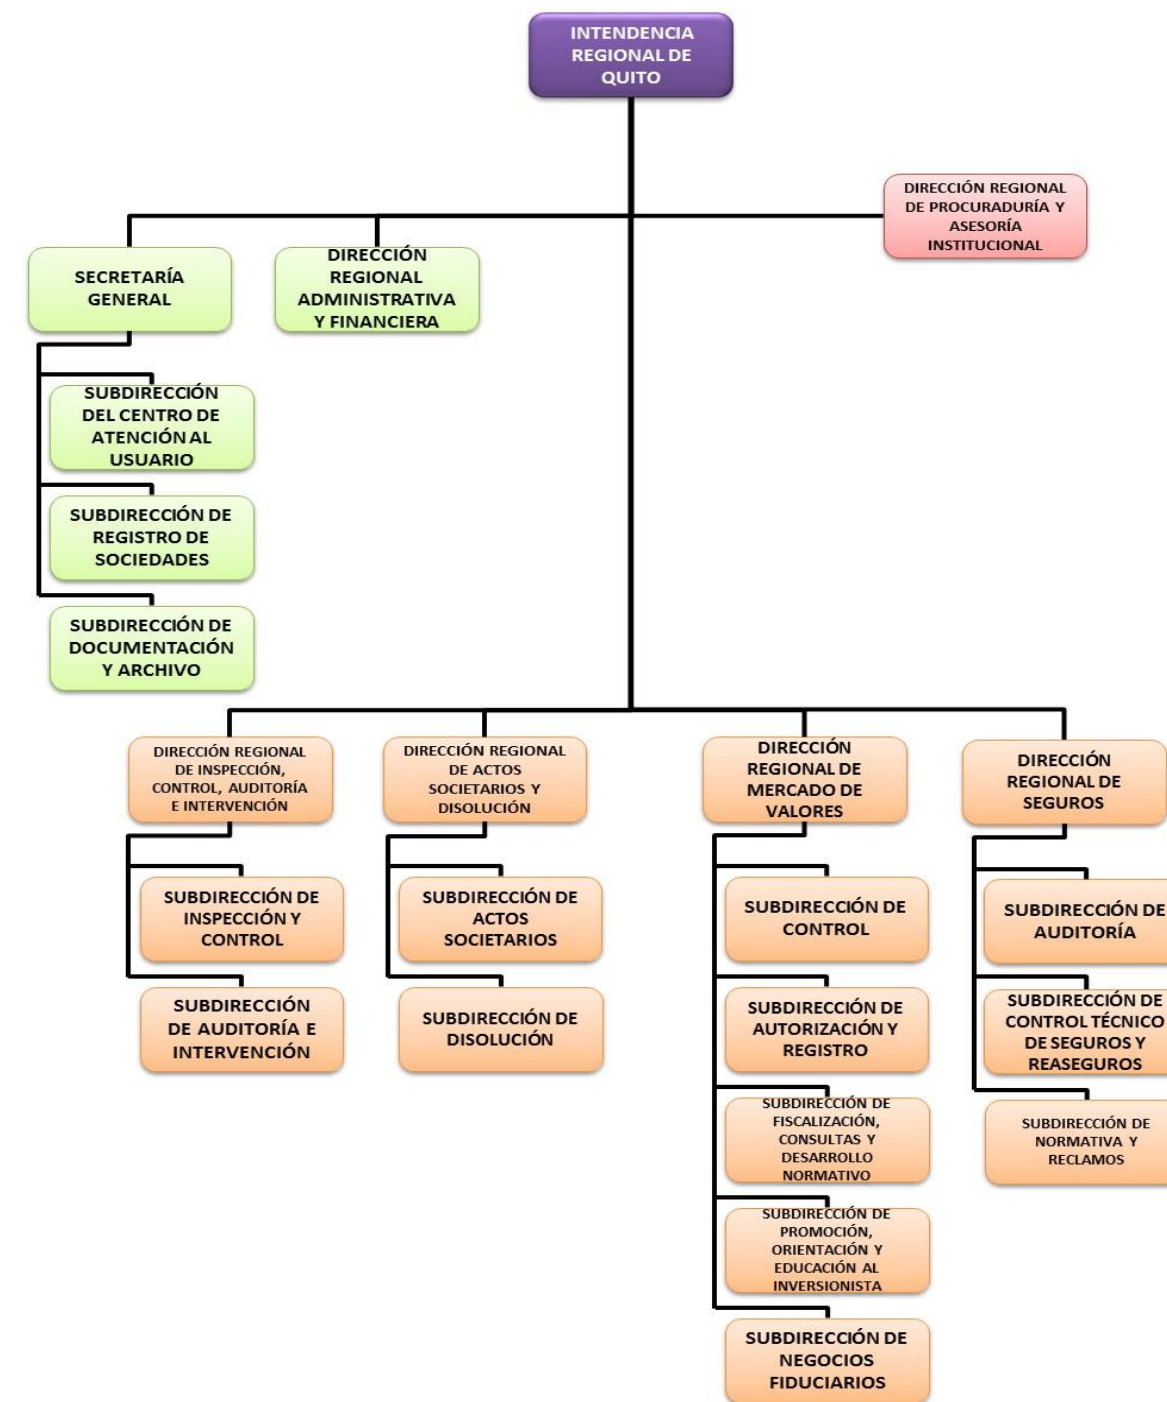 INTENDENCIA
REGIONAL DE
QUITO
DIRECCIÓN REGIONAL
DE PROCURADURÍA Y
ASESORÍA
INSTITUCIONAL
SECRETARÍA
GENERAL
DIRECCIÓN
REGIONAL
ADMINISTRATIVA
Y FINANCIERA
SUBDIRECCIÓN
DEL CENTRO DE
ATENCIÓN AL
USUARIO
SUBDIRECCIÓN DE
REGISTRO DE
SOCIEDADES
SUBDIRECCIÓN DE
DOCUMENTACIÓN
Y ARCHIVO
DIRECCIÓN REGIONAL
DE INSPECCIÓN,
CONTROL, AUDITORÍA
E INTERVENCIÓN
DIRECCIÓN REGIONAL
DE ACTOS
SOCIETARIOS Y
DISOLUCIÓN
DIRECCIÓN
REGIONAL DE
MERCADO DE
VALORES
DIRECCIÓN
REGIONAL DE
SEGUROS
SUBDIRECCIÓN DE
INSPECCIÓN Y
CONTROL
SUBDIRECCIÓN
DE AUDITORÍA E
INTERVENCIÓN
SUBDIRECCIÓN DE
ACTOS
SOCIETARIOS
SUBDIRECCIÓN DE
DISOLUCIÓN
SUBDIRECCIÓN DE
CONTROL
SUBDIRECCIÓN DE
AUTORIZACIÓN Y
REGISTRO
SUBDIRECCIÓN DE
FISCALIZACIÓN,
CONSULTAS Y
DESARROLLO
NORMATIVO
SUBDIRECCIÓN DE
PROMOCIÓN,
ORIENTACIÓN Y
EDUCACIÓN AL
INVERSIONISTA
SUBDIRECCIÓN DE
NEGOCIOS
FIDUCIARIOS
SUBDIRECCIÓN DE
AUDITORÍA
SUBDIRECCIÓN DE
CONTROL TÉCNICO
DE SEGUROS Y
REASEGUROS
SUBDIRECCIÓN DE
NORMATIVA Y
RECLAMOS